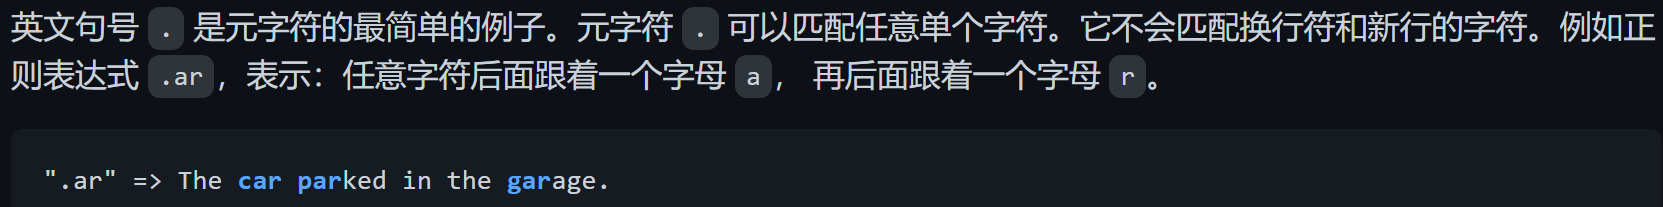 英文句号 . 是元字符的最简单的例子。元字符 . 可以匹配任意单个字符。它不会匹配换行符和新行的字符。例如正
则表达式 .ar，表示：任意字符后面跟着一个字母 a， 再后面跟着一个字母 r。
".ar" => The car parked in the garage.